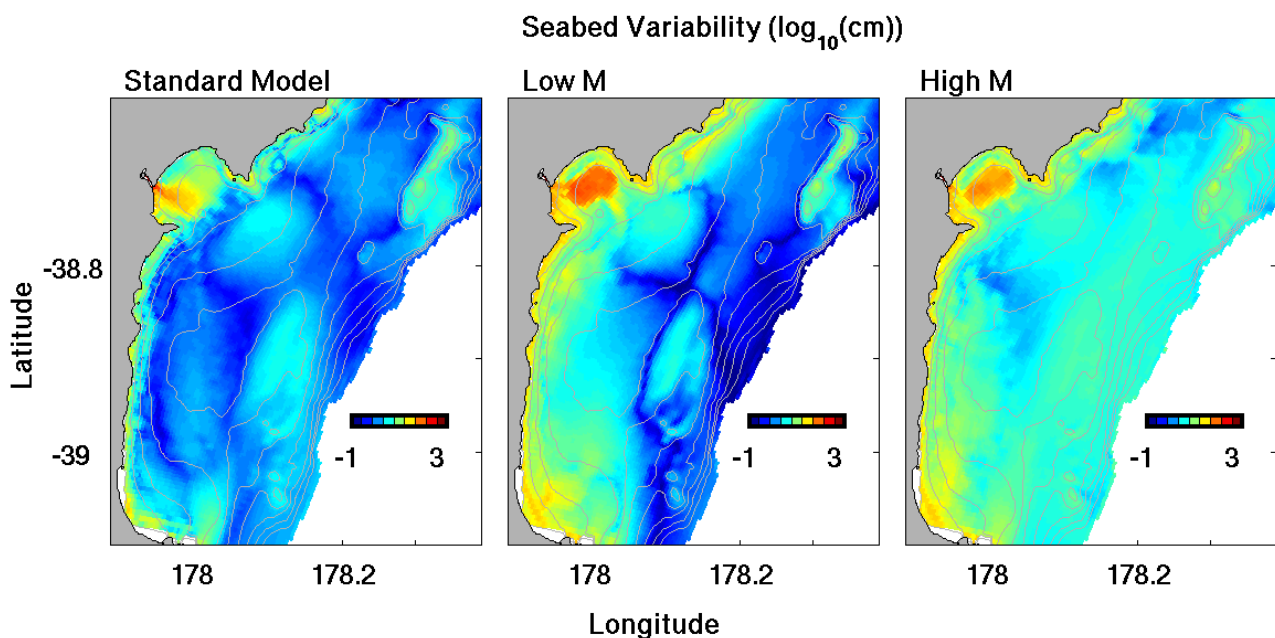 Seabed Variability (log10(cm))
Standard Model
Low M
High M
Latitude
-38.8
-39
-1 3
-1 3
-1 3
178 178.2
178 178.2
178 178.2
Longitude